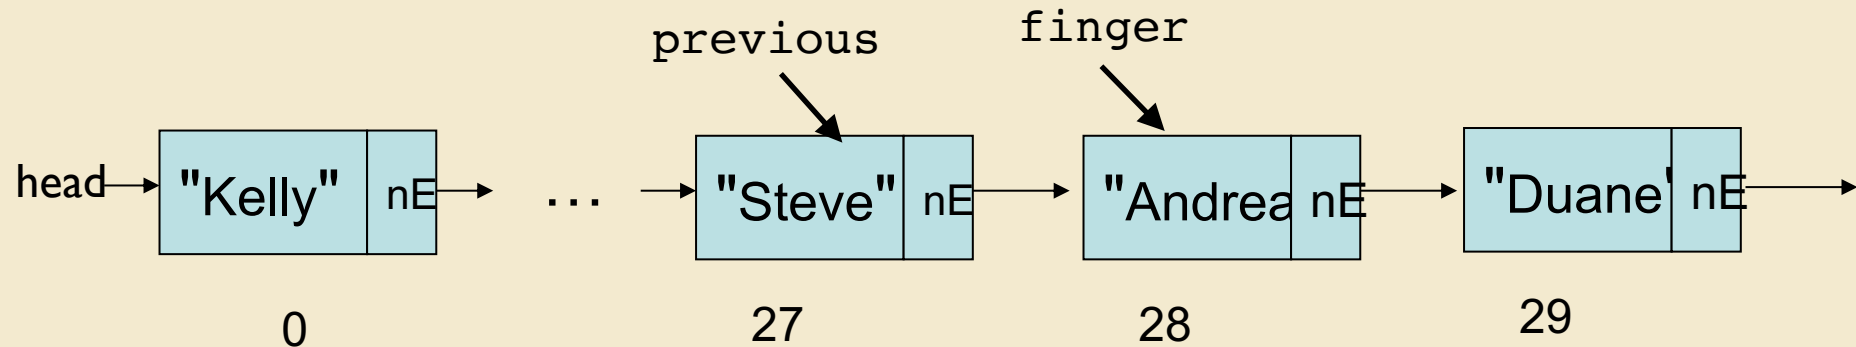 previous finger
head "Kelly" nE ... "Steve" nE "Andrea nE "Duane" nE
0 27 28 29